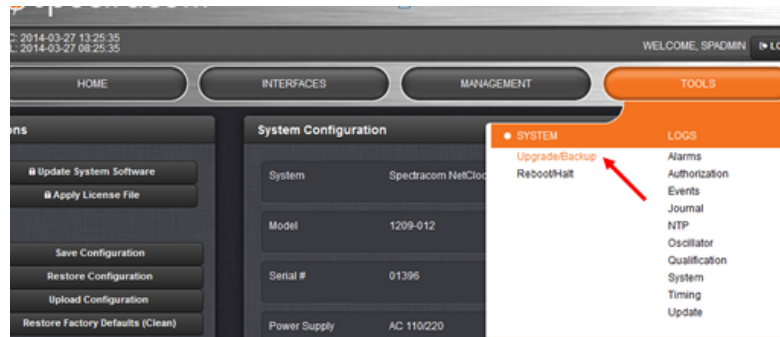 C: 2014-03-27 13:25:35
L: 2014-03-27 08:25:35
WELCOME, SPADMIN
HOME
INTERFACES
MANAGEMENT
TOOLS
System Configuration
SYSTEM
LOGS
Upgrade/Backup
Reboot/Halt
Alarms
Authorization
Events
Journal
NTP
Oscillator
Qualification
System
Timing
Update
Update System Software
Apply License File
Save Configuration
Restore Configuration
Upload Configuration
Restore Factory Defaults (Clean)
System
Spectracom NetCloc
Model
1209-012
Serial #
01396
Power Supply
AC 110/220